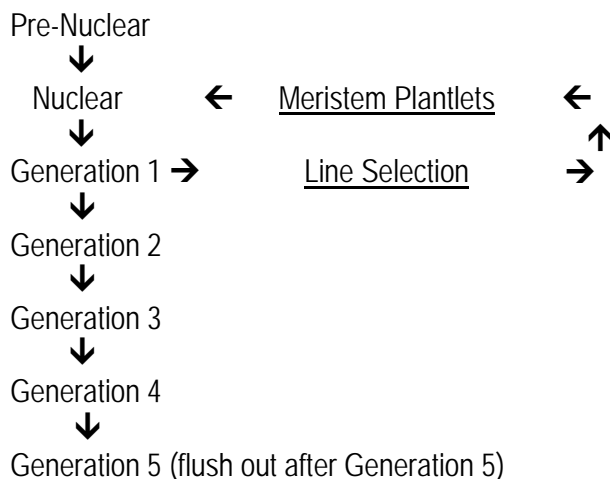 Pre-Nuclear
↓
Nuclear ← Meristem Plantlets ←
↓ ↑
Generation 1 → Line Selection →
↓
Generation 2
↓
Generation 3
↓
Generation 4
↓
Generation 5 (flush out after Generation 5)